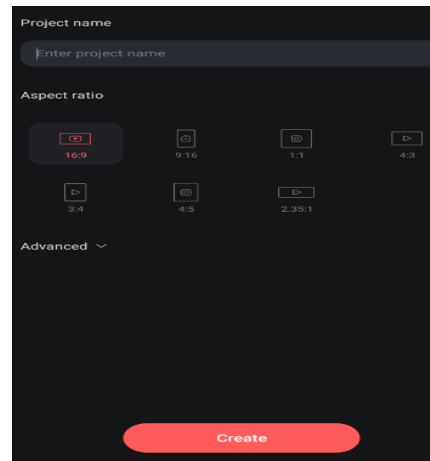 Project name
Enter project name
Aspect ratio
16:9 9:16 1:1 4:3
3:4 4:5 2.35:1
Advanced
Create